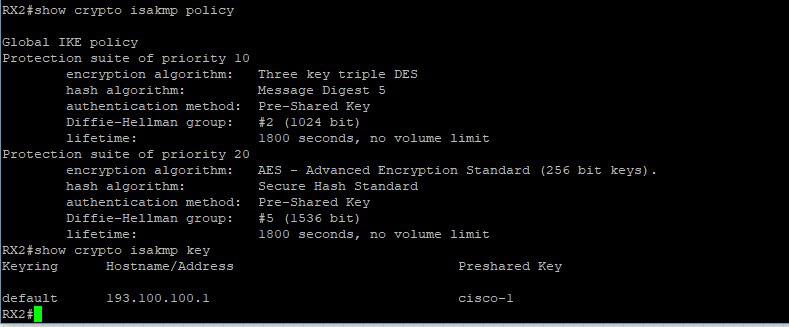 RX2#show crypto isakmp policy
Global IKE policy
Protection suite of priority 10
encryption algorithm: Three key triple DES
hash algorithm: Message Digest 5
authentication method: Pre-Shared Key
Diffie-Hellman group: #2 (1024 bit)
lifetime: 1800 seconds, no volume limit
Protection suite of priority 20
encryption algorithm: AES - Advanced Encryption Standard (256 bit keys).
hash algorithm: Secure Hash Standard
authentication method: Pre-Shared Key
Diffie-Hellman group: #5 (1536 bit)
lifetime: 1800 seconds, no volume limit
RX2#show crypto isakmp key
Keyring Hostname/Address Preshared Key
default 193.100.100.1 cisco-1
RX2#